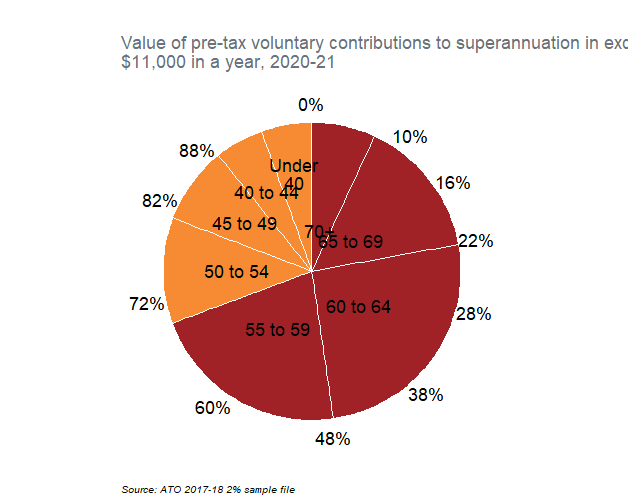 Value of pre-tax voluntary contributions to superannuation in exc
$11,000 in a year, 2020-21
0%
10%
88%
Under
40
16%
40 to 44
82%
45 to 49
70+
65 to 69
22%
50 to 54
72%
60 to 64
28%
55 to 59
38%
60%
48%
Source: ATO 2017-18 2% sample file